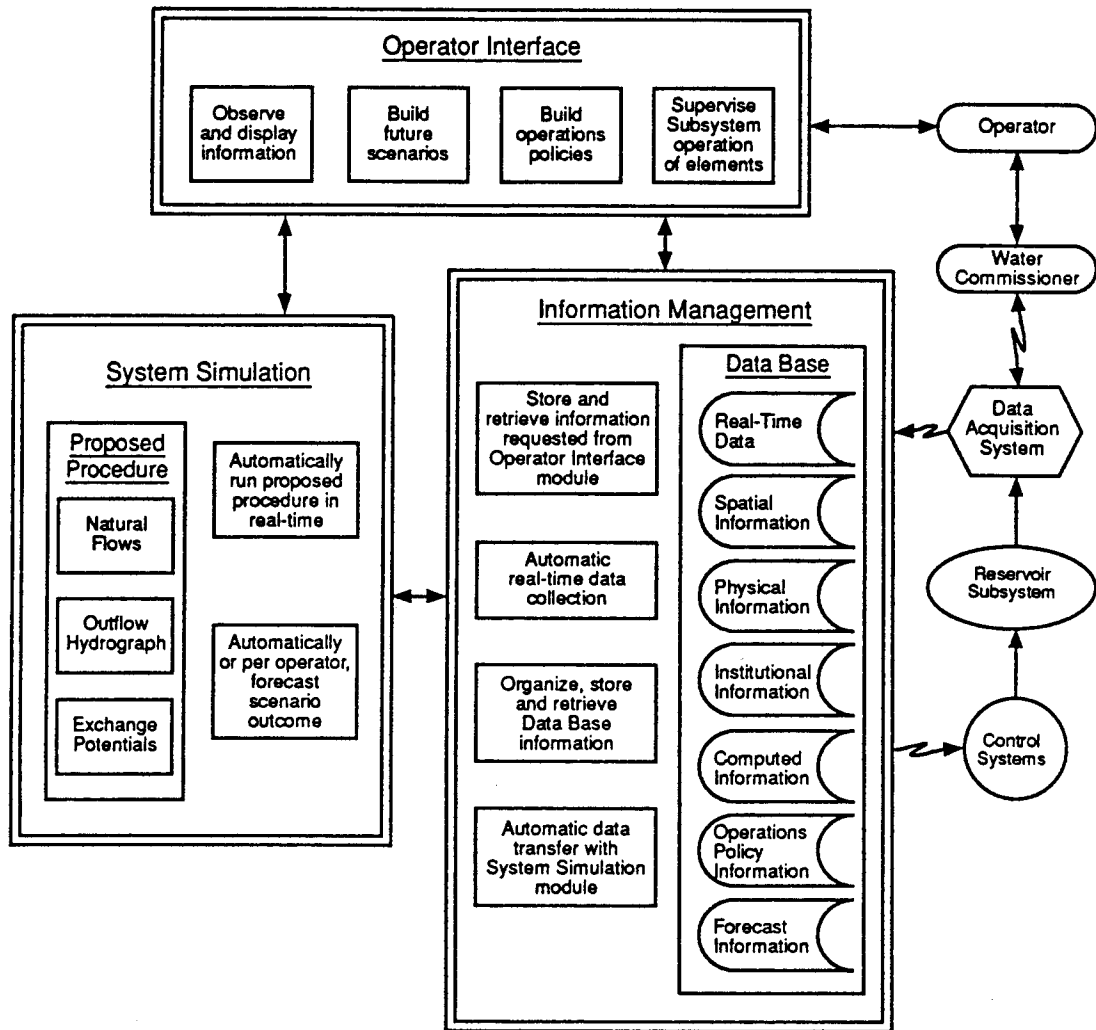 Operator Interface
Observe
and display
information
Build
future
scenarios
Build
operations
policies
Supervise
Subsystem
operation
of elements
Operator
Water
Commissioner
System Simulation
Proposed
Procedure
Natural
Flows
Outflow
Hydrograph
Exchange
Potentials
Automatically
run proposed
procedure in
real-time
Automatically
or per operator,
forecast
scenario
outcome
Information Management
Store and
retrieve information
requested from
Operator Interface
module
Automatic
real-time data
collection
Organize, store
and retrieve
Data Base
information
Automatic data
transfer with
System Simulation
module
Data Base
Real-Time
Data
Spatial
Information
Physical
Information
Institutional
Information
Computed
Information
Operations
Policy
Information
Forecast
Information
Data
Acquisition
System
Reservoir
Subsystem
Control
Systems